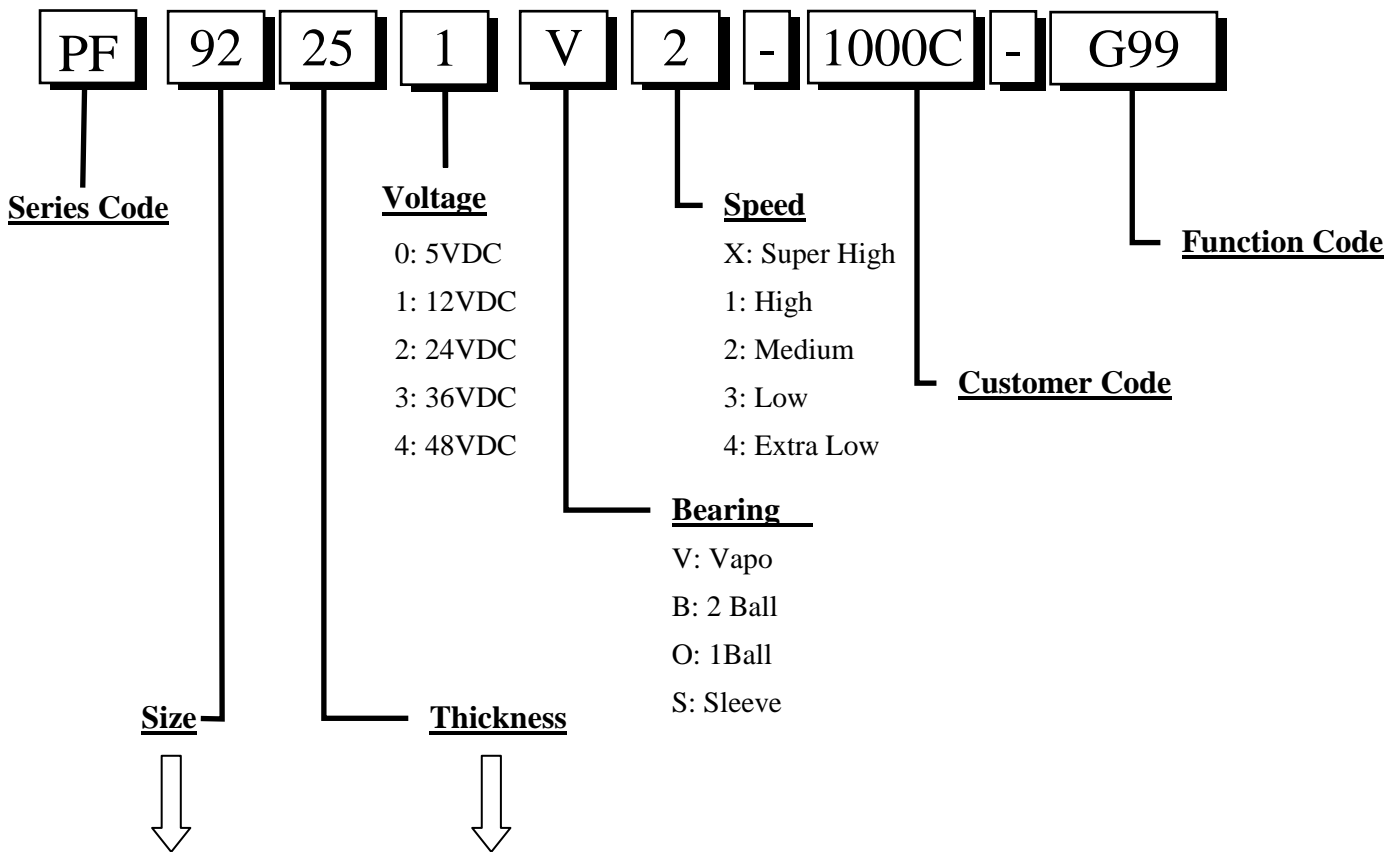 PF 92 25 1 V 2 - 1000C - G99
Series Code
Voltage
0: 5VDC
1: 12VDC
2: 24VDC
3: 36VDC
4: 48VDC
Speed
X: Super High
1: High
2: Medium
3: Low
4: Extra Low
Function Code
Customer Code
Bearing
V: Vapo
B: 2 Ball
O: 1Ball
S: Sleeve
Size
Thickness